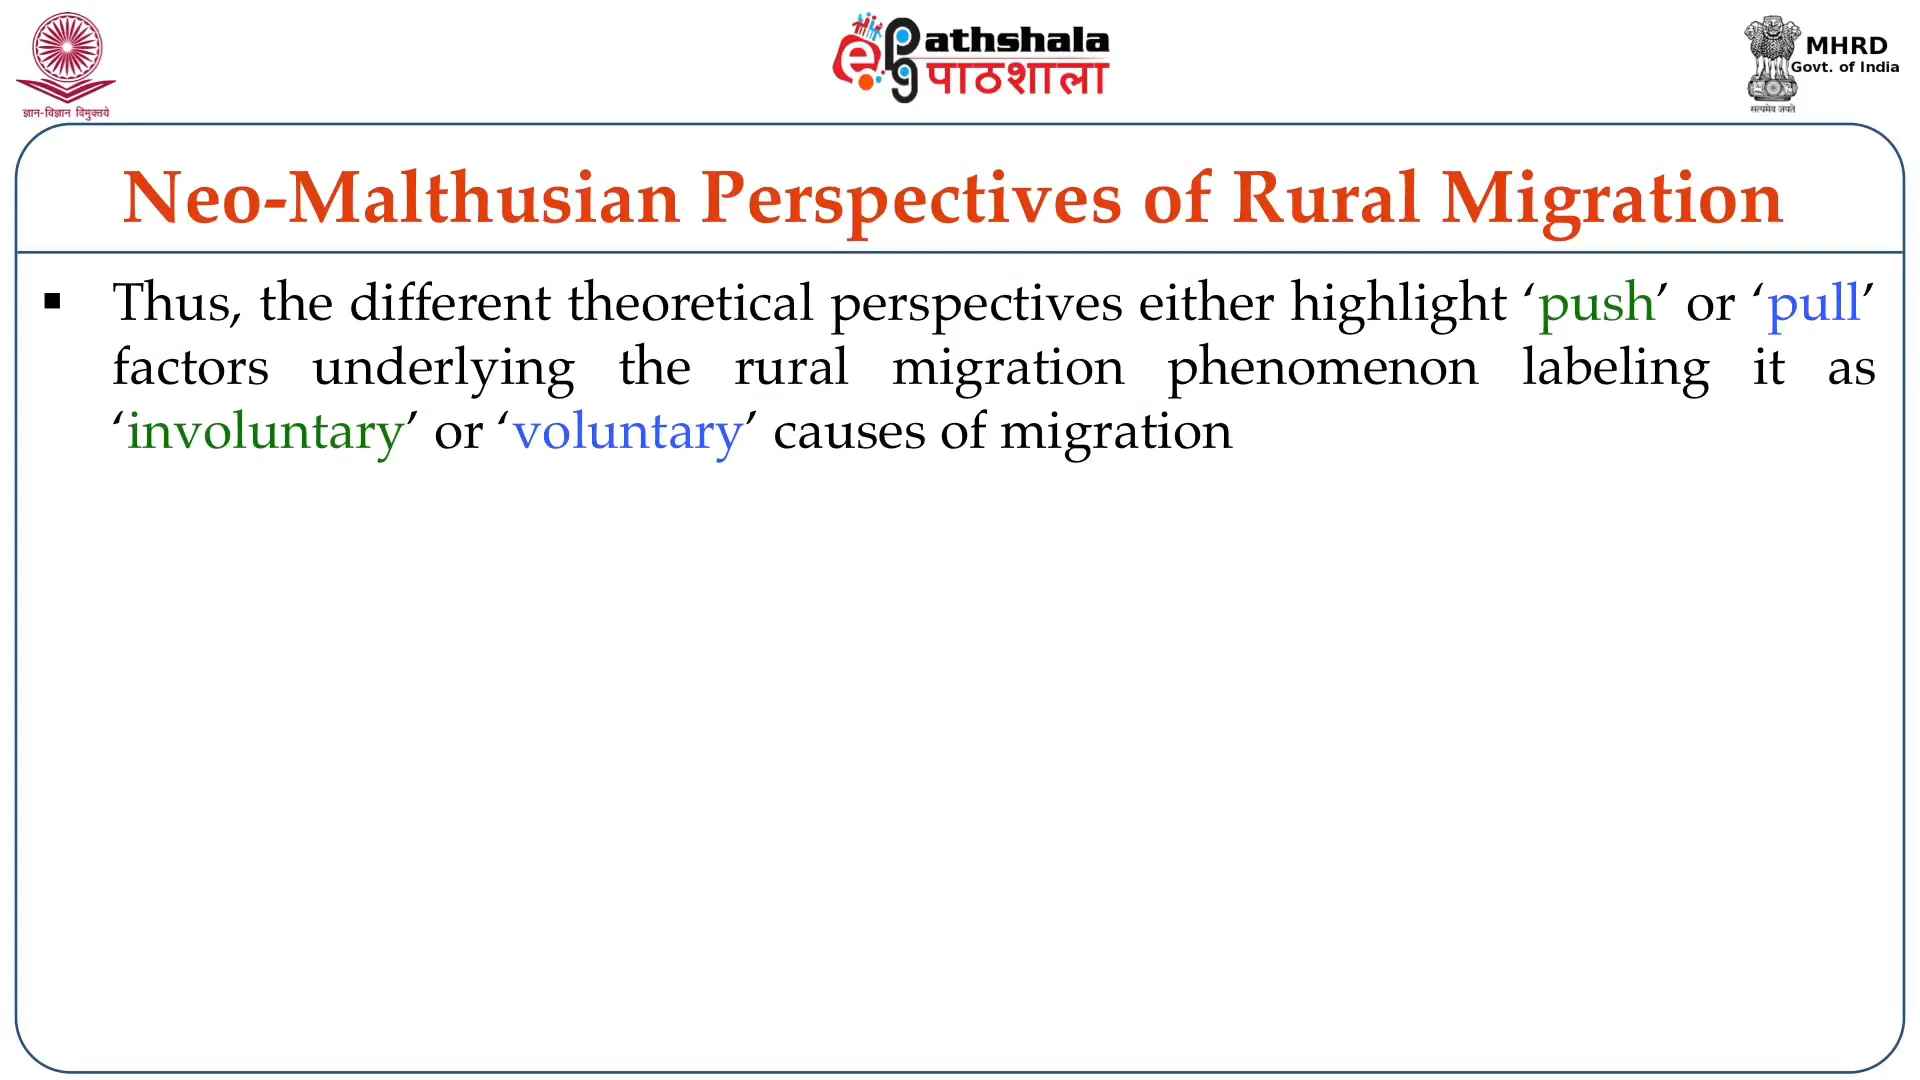 ज्ञान-विज्ञान विमुक्तये
ePathshala
पाठशाला
MHRD
Govt. of India
सत्यमेव जयते
Neo-Malthusian Perspectives of Rural Migration
▪ Thus, the different theoretical perspectives either highlight ‘push’ or ‘pull’
factors underlying the rural migration phenomenon labeling it as
‘involuntary’ or ‘voluntary’ causes of migration